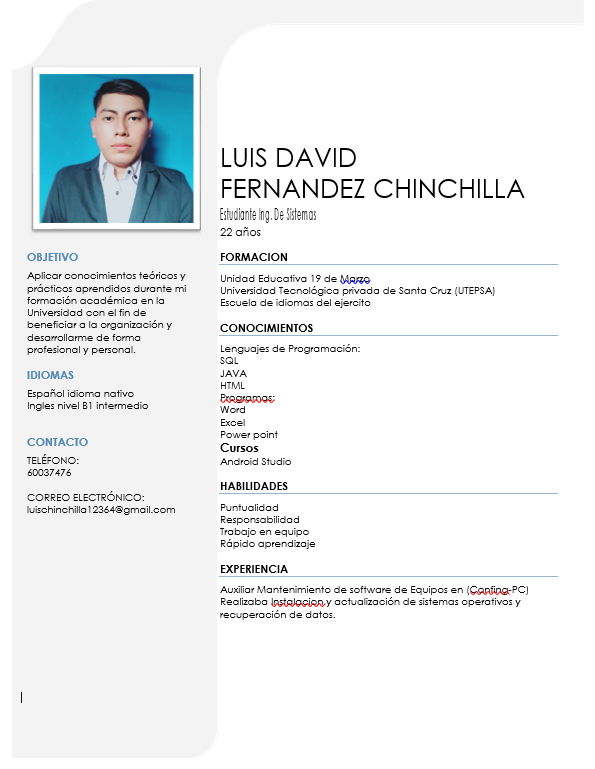 LUIS DAVID
FERNANDEZ CHINCHILLA
Estudiante Ing. De Sistemas
22 años
OBJETIVO
Aplicar conocimientos teóricos y
prácticos aprendidos durante mi
formación académica en la
Universidad con el fin de
beneficiar a la organización y
desarrollarme de forma
profesional y personal.
IDIOMAS
Español idioma nativo
Ingles nivel B1 intermedio
CONTACTO
TELÉFONO:
60037476
CORREO ELECTRÓNICO:
luischinchilla12364@gmail.com
FORMACION
Unidad Educativa 19 de Marzo
Universidad Tecnológica privada de Santa Cruz (UTEPSA)
Escuela de idiomas del ejercito
CONOCIMIENTOS
Lenguajes de Programación:
SQL
JAVA
HTML
Programas:
Word
Excel
Power point
Cursos
Android Studio
HABILIDADES
Puntualidad
Responsabilidad
Trabajo en equipo
Rápido aprendizaje
EXPERIENCIA
Auxiliar Mantenimiento de software de Equipos en (Confing-PC)
Realizaba Instalacion y actualización de sistemas operativos y
recuperación de datos.